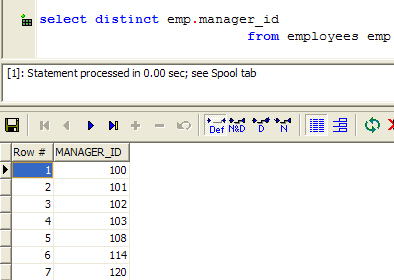 select distinct emp.manager_id
from employees emp
[1]: Statement processed in 0.00 sec; see Spool tab
Def N&D D N
Row # MANAGER_ID
1 100
2 101
3 102
4 103
5 108
6 114
7 120